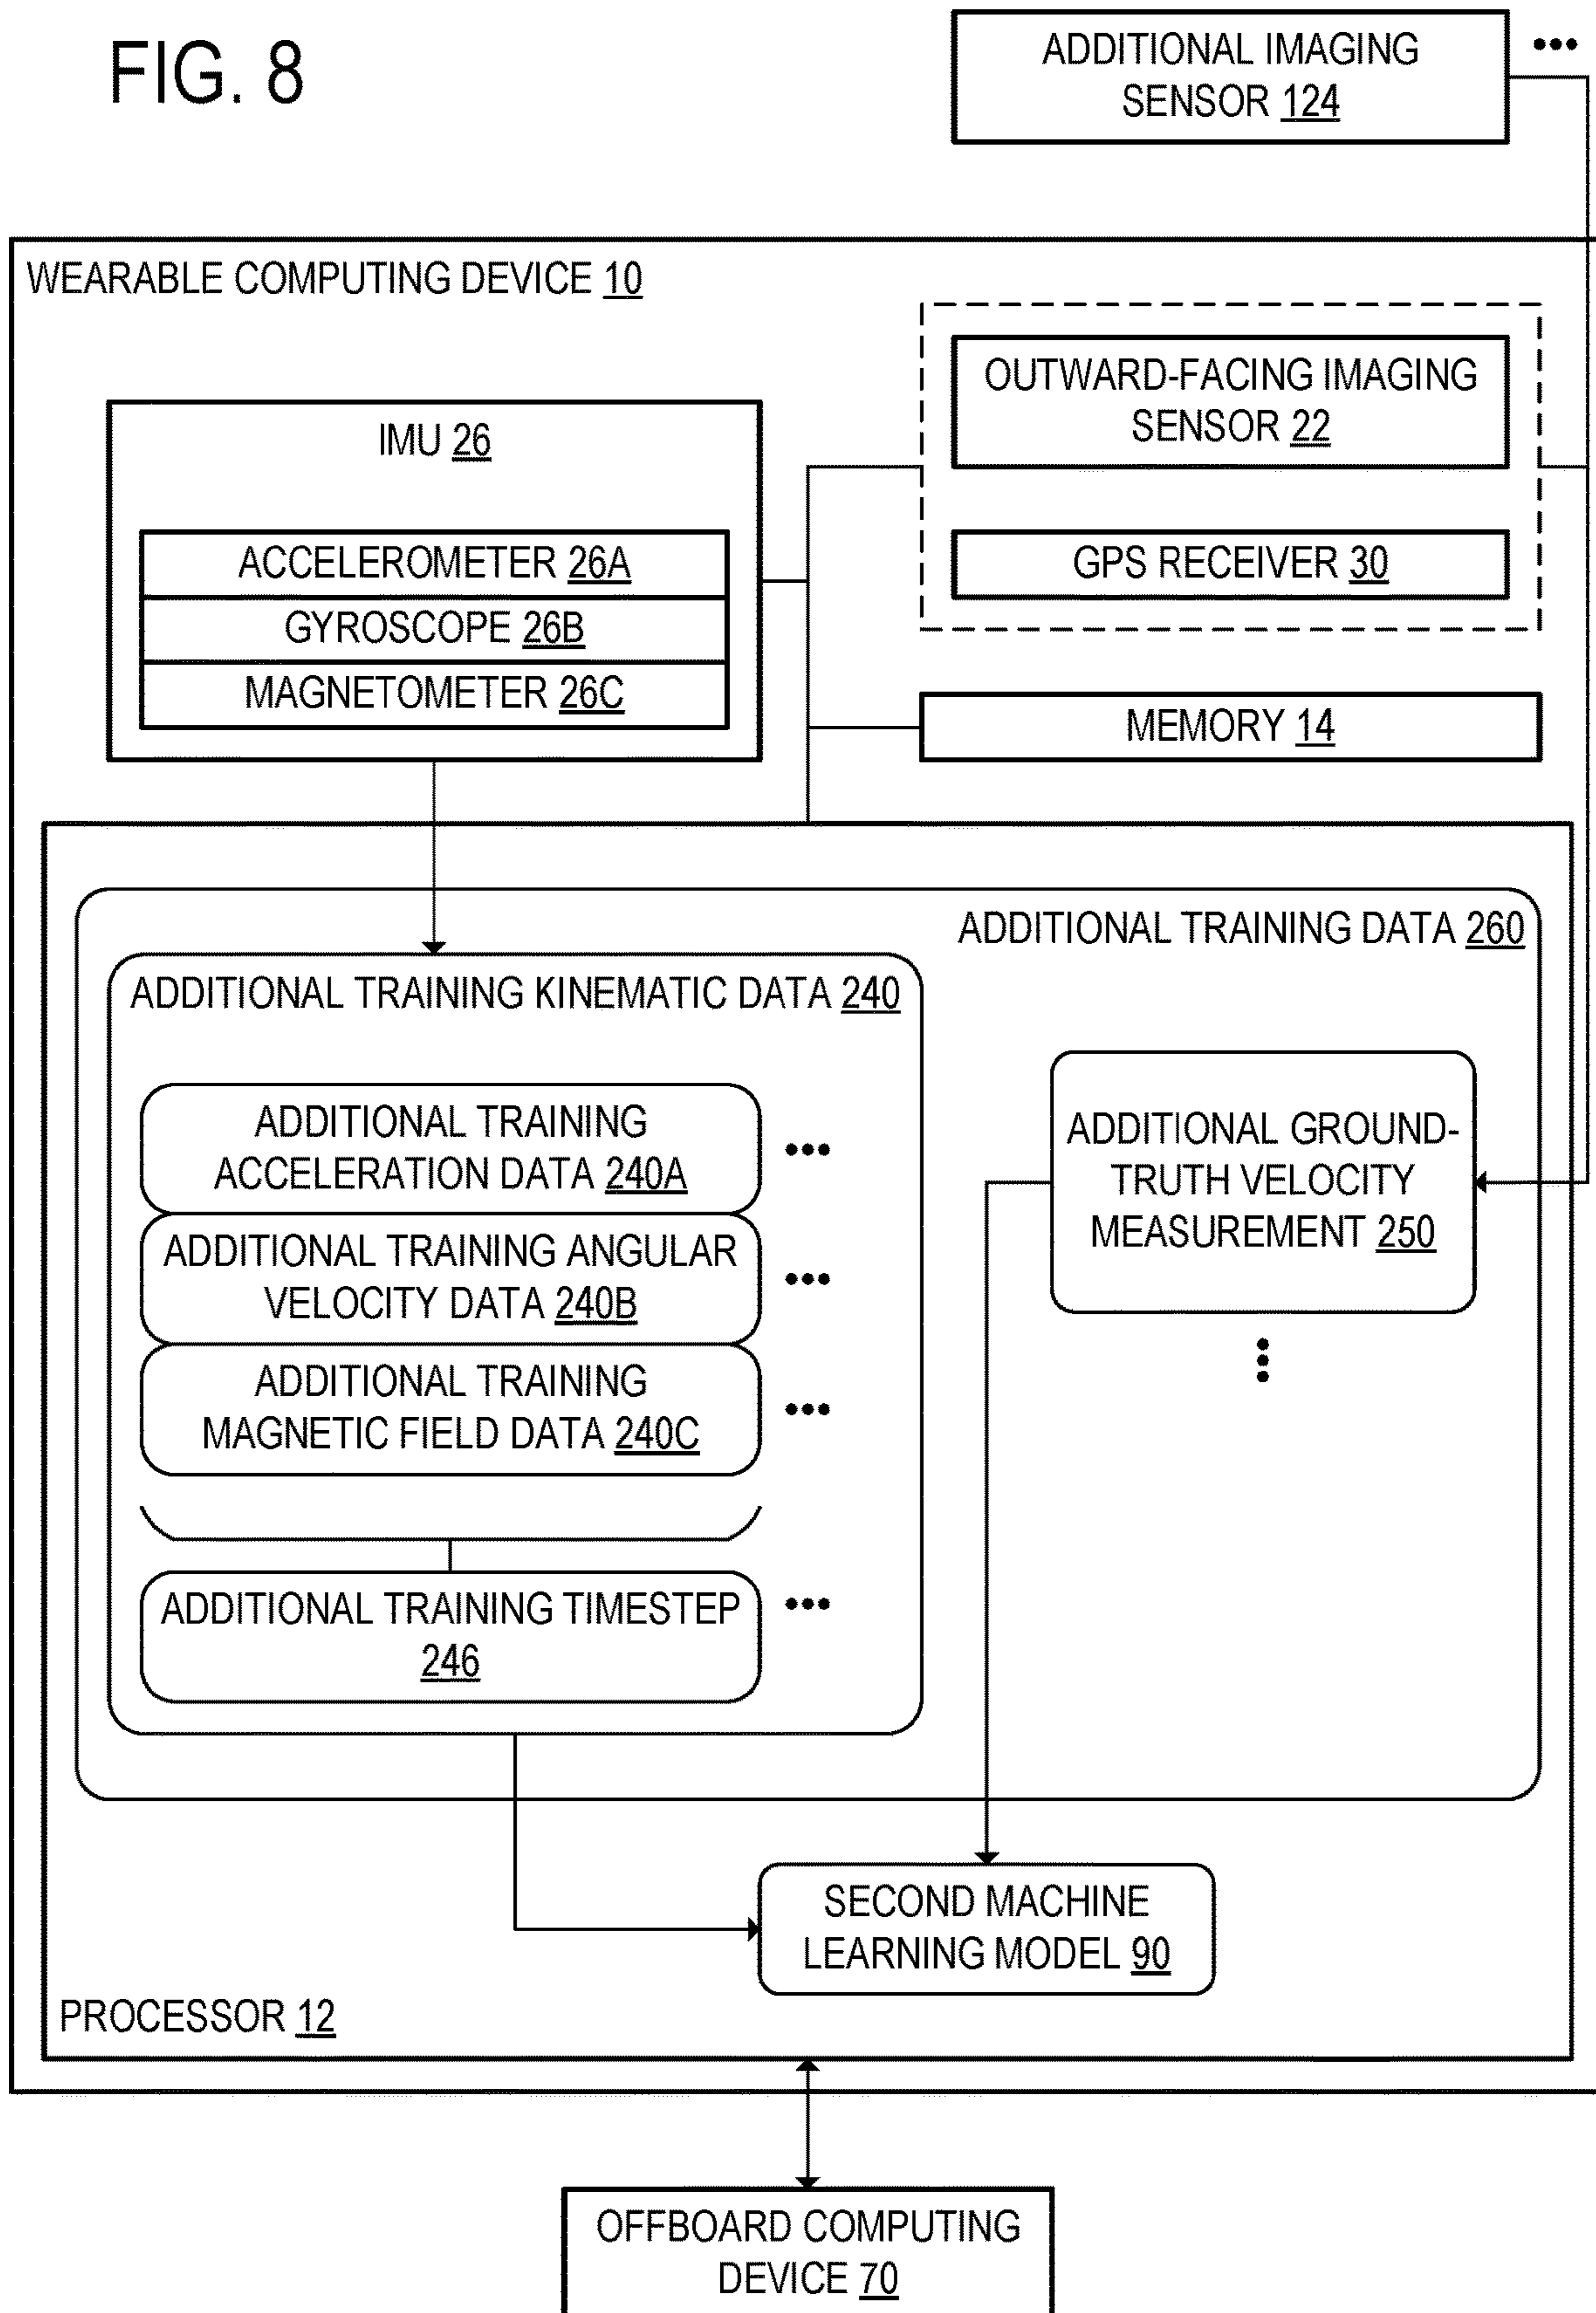 FIG. 8
ADDITIONAL IMAGING
SENSOR 124
WEARABLE COMPUTING DEVICE 10
OUTWARD-FACING IMAGING
SENSOR 22
GPS RECEIVER 30
IMU 26
ACCELEROMETER 26A
GYROSCOPE 26B
MAGNETOMETER 26C
MEMORY 14
ADDITIONAL TRAINING DATA 260
ADDITIONAL TRAINING KINEMATIC DATA 240
ADDITIONAL TRAINING
ACCELERATION DATA 240A
ADDITIONAL TRAINING ANGULAR
VELOCITY DATA 240B
ADDITIONAL TRAINING
MAGNETIC FIELD DATA 240C
ADDITIONAL TRAINING TIMESTEP
246
ADDITIONAL GROUND-
TRUTH VELOCITY
MEASUREMENT 250
SECOND MACHINE
LEARNING MODEL 90
PROCESSOR 12
OFFBOARD COMPUTING
DEVICE 70